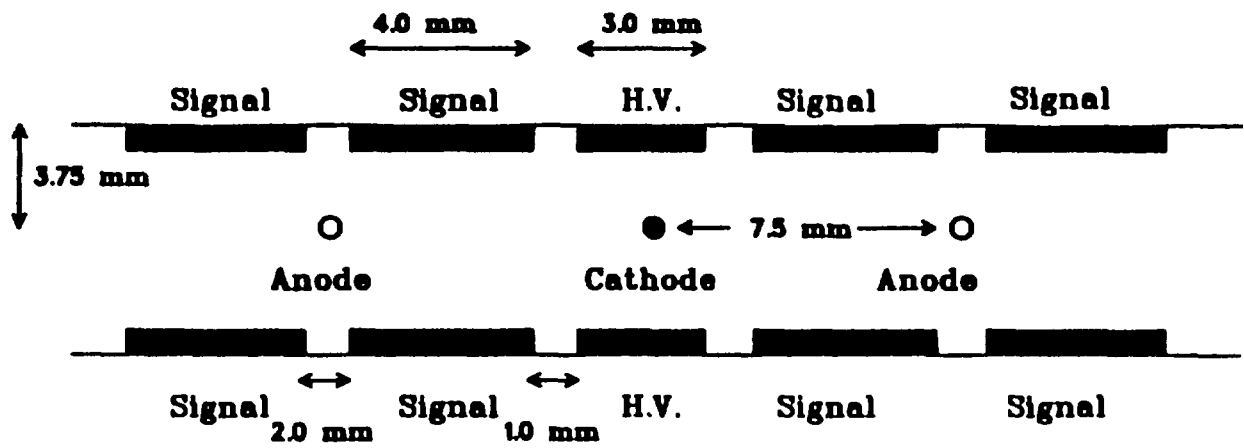 4.0 mm 3.0 mm
Signal Signal H.V. Signal Signal
3.75 mm
7.5 mm
Anode Cathode Anode
Signal Signal H.V. Signal Signal
2.0 mm 1.0 mm